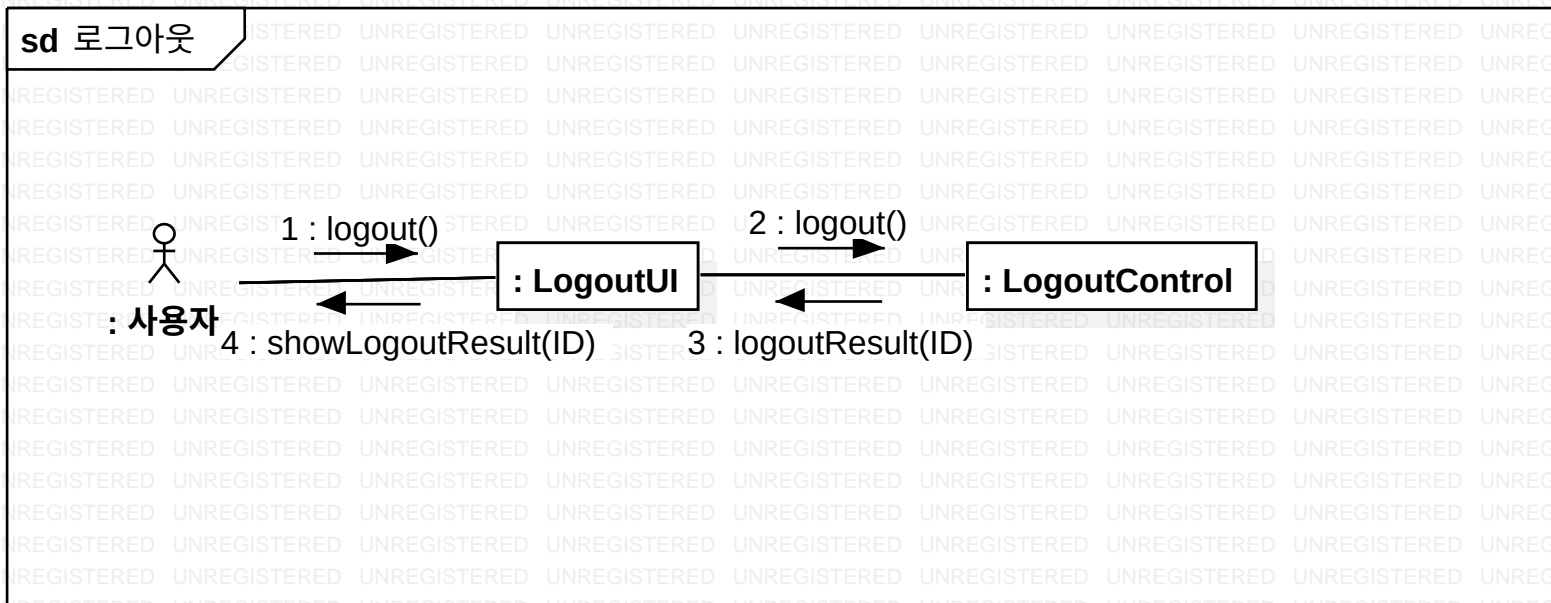 sd 로그아웃
1 : logout()
2 : logout()
: LogoutUI
: LogoutControl
: 사용자
4 : showLogoutResult(ID)
3 : logoutResult(ID)
UNREGISTERED